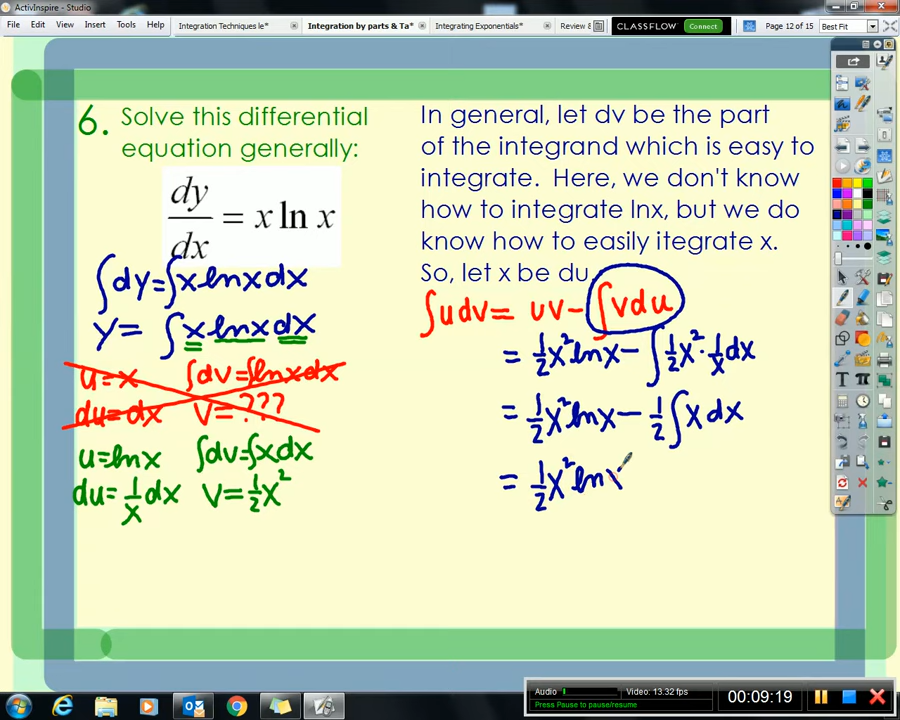 ActivInspire - Studio
File Edit View Insert Tools Help
Integration Techniques le* Integration by parts & Ta* Integrating Exponentials* Review 8 CLASSFLOW Connect Page 12 of 15 Best Fit
6. Solve this differential
equation generally:
dy/dx = x ln x
∫dy=∫xlnxdx
y= ∫x lnx dx
u=x ∫dv=∫lnxdx
du=dx v=???
u=lnx ∫dv=∫xdx
du=1/x dx v=1/2x²
In general, let dv be the part
of the integrand which is easy to
integrate. Here, we don't know
how to integrate lnx, but we do
know how to easily itegrate x.
So, let x be du.
∫udv= uv-∫vdu
= 1/2x²lnx-∫1/2x²·1/x dx
= 1/2x²lnx-1/2∫xdx
= 1/2x²lnx
Audio Video: 13.32 fps
Press Pause to pause/resume
00:09:19